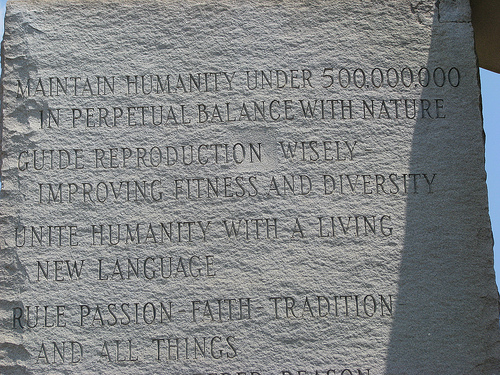 MAINTAIN HUMANITY UNDER 500,000,000
IN PERPETUAL BALANCE WITH NATURE
GUIDE REPRODUCTION WISELY
IMPROVING FITNESS AND DIVERSITY
UNITE HUMANITY WITH A LIVING
NEW LANGUAGE
RULE PASSION - FAITH - TRADITION
AND ALL THINGS
REASON